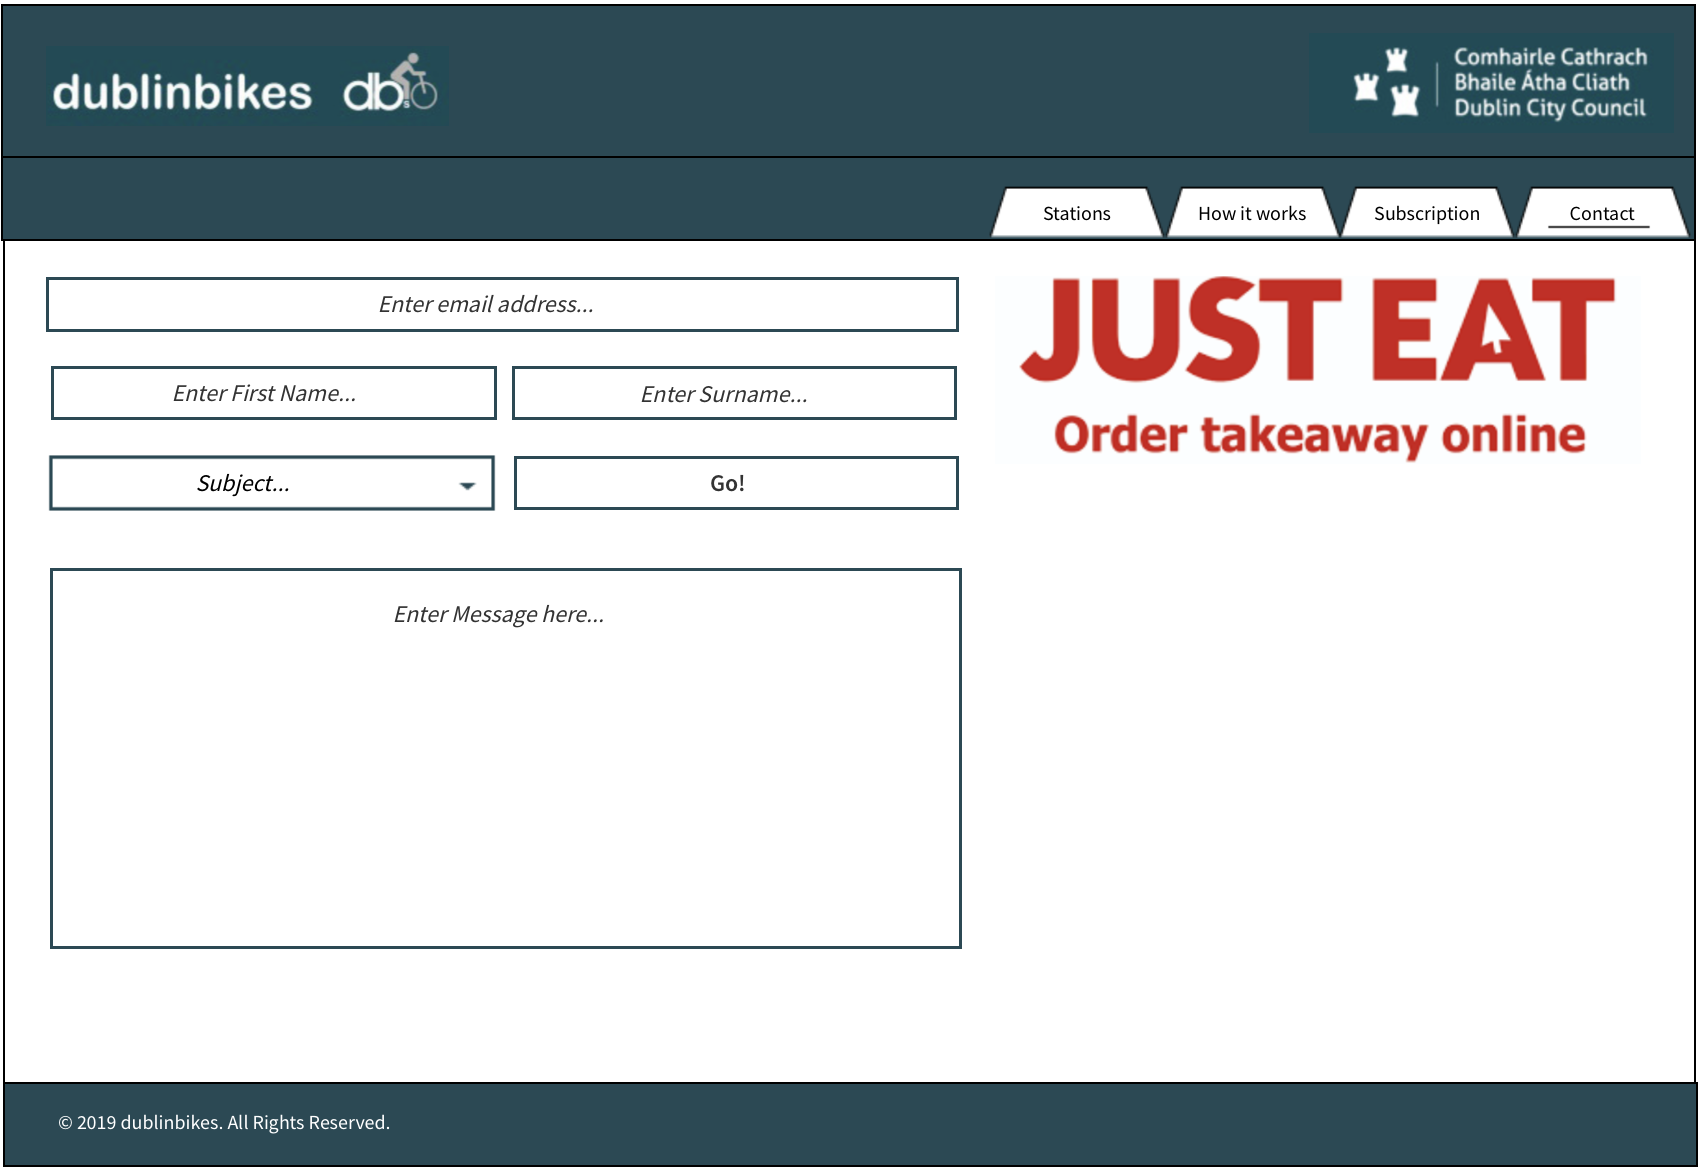 dublinbikes dbs
Comhairle Cathrach
Bhaile Átha Cliath
Dublin City Council
Stations
How it works
Subscription
Contact
Enter email address...
JUST EAT
Order takeaway online
Enter First Name...
Enter Surname...
Subject...
Go!
Enter Message here...
© 2019 dublinbikes. All Rights Reserved.